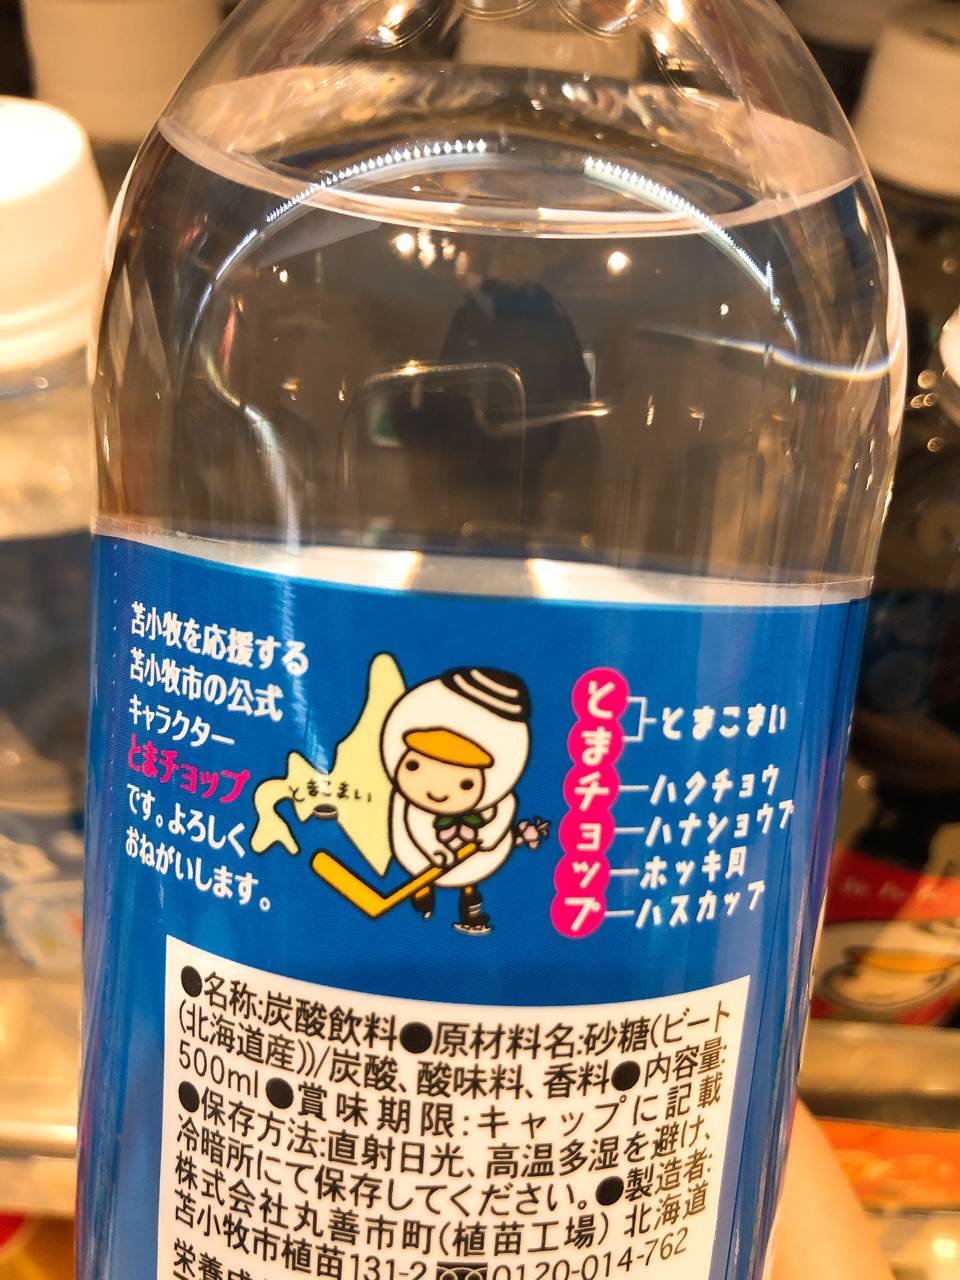 苫小牧を応援する
苫小牧市の公式
キャラクター
とまチョップ
です。よろしく
おねがいします。
とまこまい
とまチョップ
とまこまい
ハクチョウ
ハナショウブ
ホッキ貝
ハスカップ
●名称:炭酸飲料●原材料名:砂糖(ビート
(北海道産))/炭酸、酸味料、香料●内容量:
500ml●賞味期限:キャップに記載
●保存方法:直射日光、高温多湿を避け、
冷暗所にて保存してください。●製造者:
株式会社丸善市町(植苗工場) 北海道
苫小牧市植苗131-2 0120-014-762
栄養成